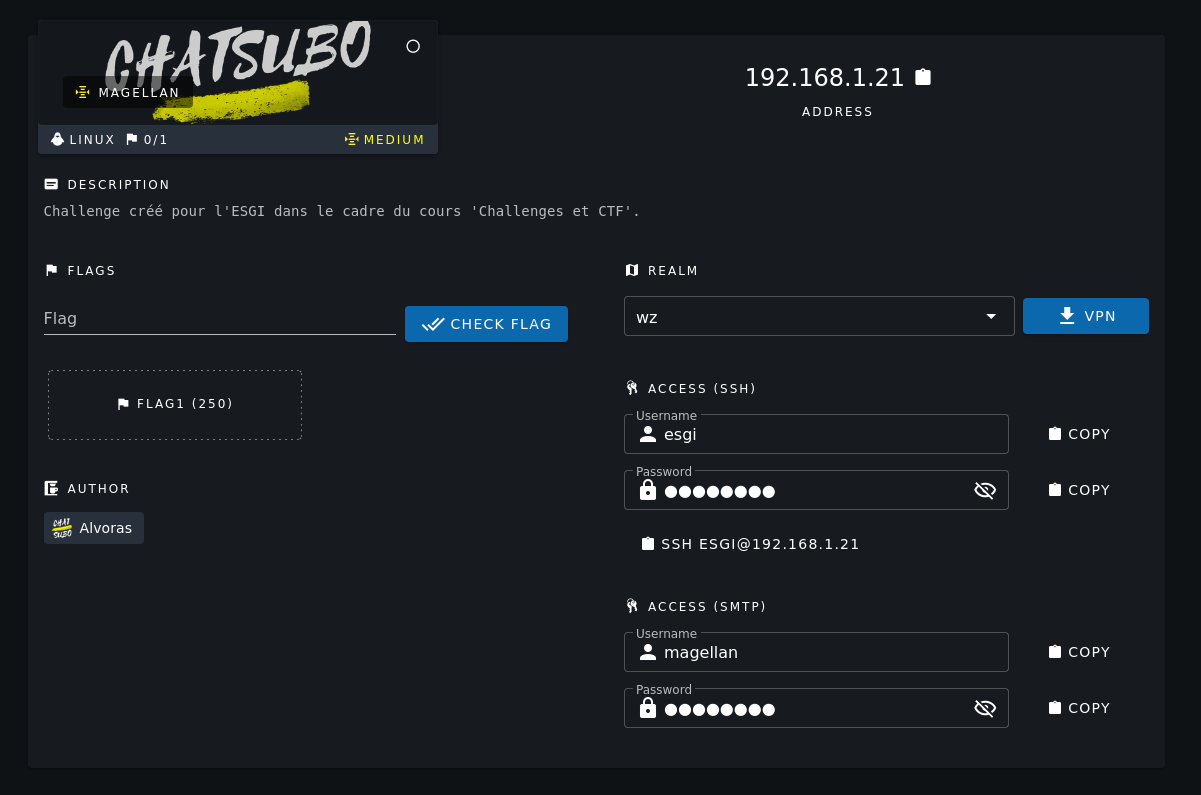 CHATSUBO
MAGELLAN
LINUX 0/1 MEDIUM
192.168.1.21
ADDRESS
DESCRIPTION
Challenge créé pour l'ESGI dans le cadre du cours 'Challenges et CTF'.
FLAGS
Flag
CHECK FLAG
FLAG1 (250)
AUTHOR
CHAT
SUBO
Alvoras
REALM
wz
VPN
ACCESS (SSH)
Username
esgi
COPY
Password
●●●●●●●●
COPY
SSH ESGI@192.168.1.21
ACCESS (SMTP)
Username
magellan
COPY
Password
●●●●●●●●
COPY